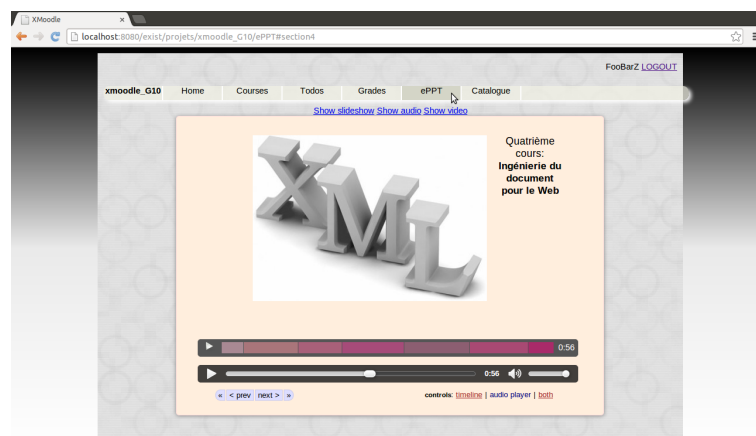 XMoodle
localhost:8080/exist/projets/xmoodle_G10/ePPT#section4
FooBarZ LOGOUT
xmoodle_G10 Home Courses Todos Grades ePPT Catalogue
Show slideshow Show audio Show video
XML
Quatrième
cours:
Ingénierie du
document
pour le Web
0:56
0:56
« < prev next > »
controls: timeline | audio player | both